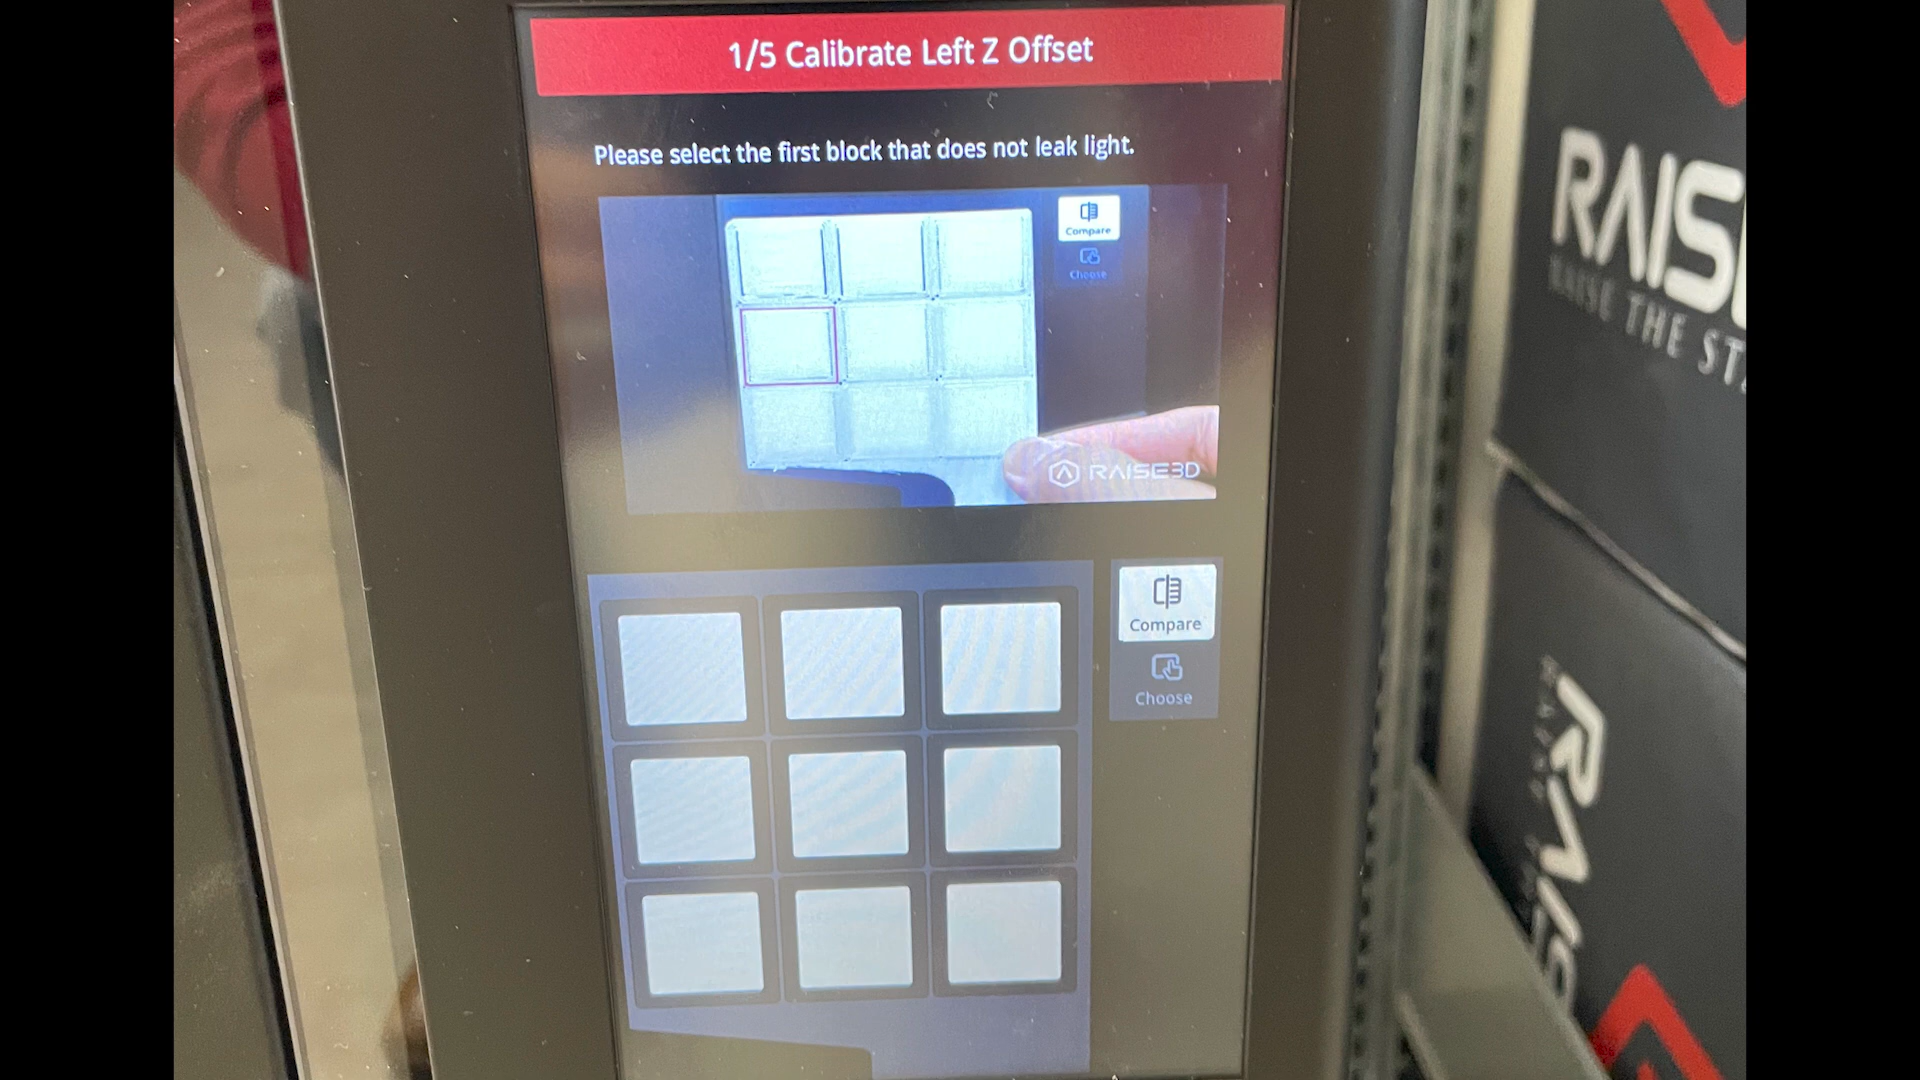 1/5 Calibrate Left Z Offset
Please select the first block that does not leak light.
Compare
Choose
RAISE3D
Compare
Choose
RAIS
RAISE THE ST